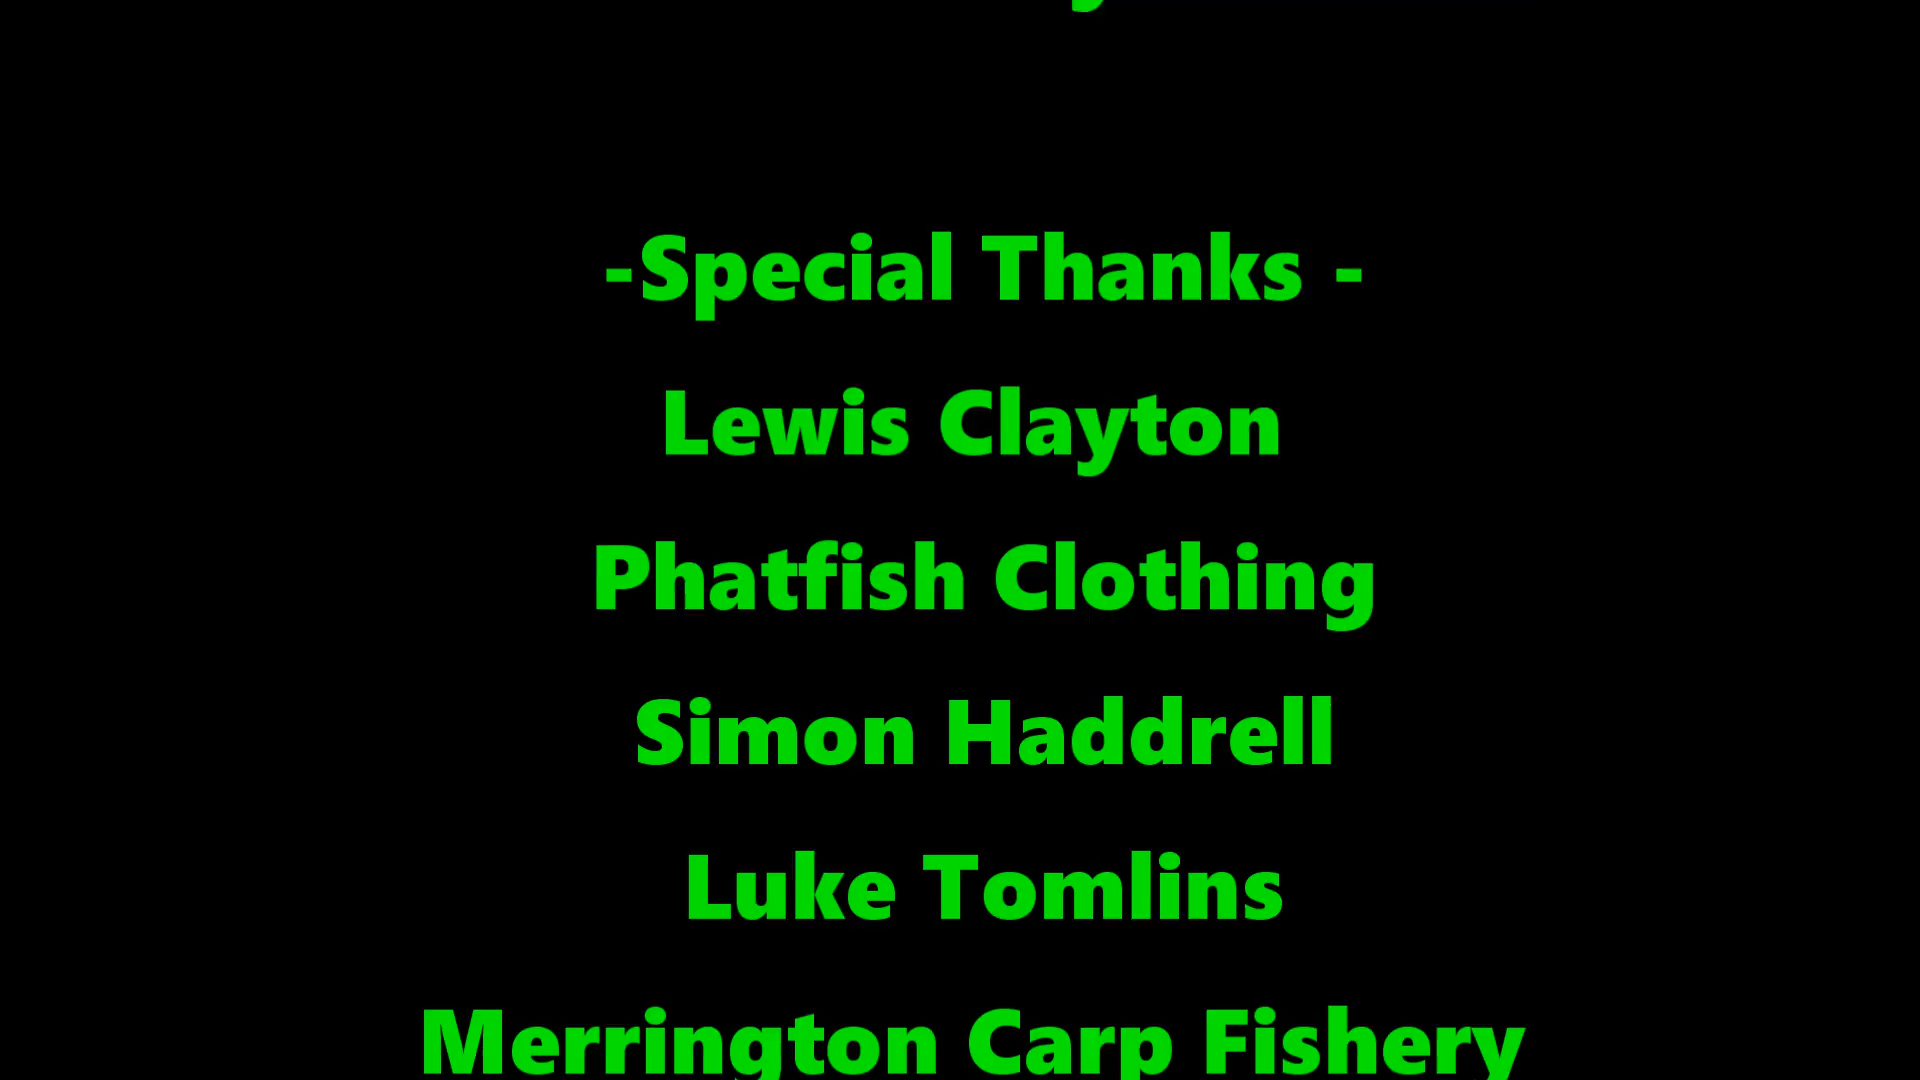 -Special Thanks -
Lewis Clayton
Phatfish Clothing
Simon Haddrell
Luke Tomlins
Merrington Carp Fishery